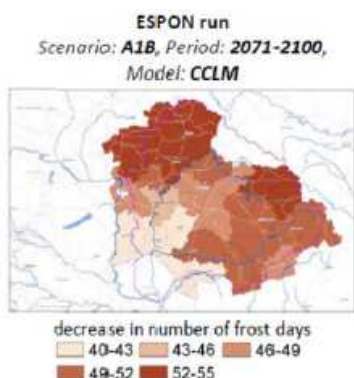 ESPON run
Scenario: A1B, Period: 2071-2100,
Model: CCLM
decrease in number of frost days
40-43 43-46 46-49
49-52 52-55